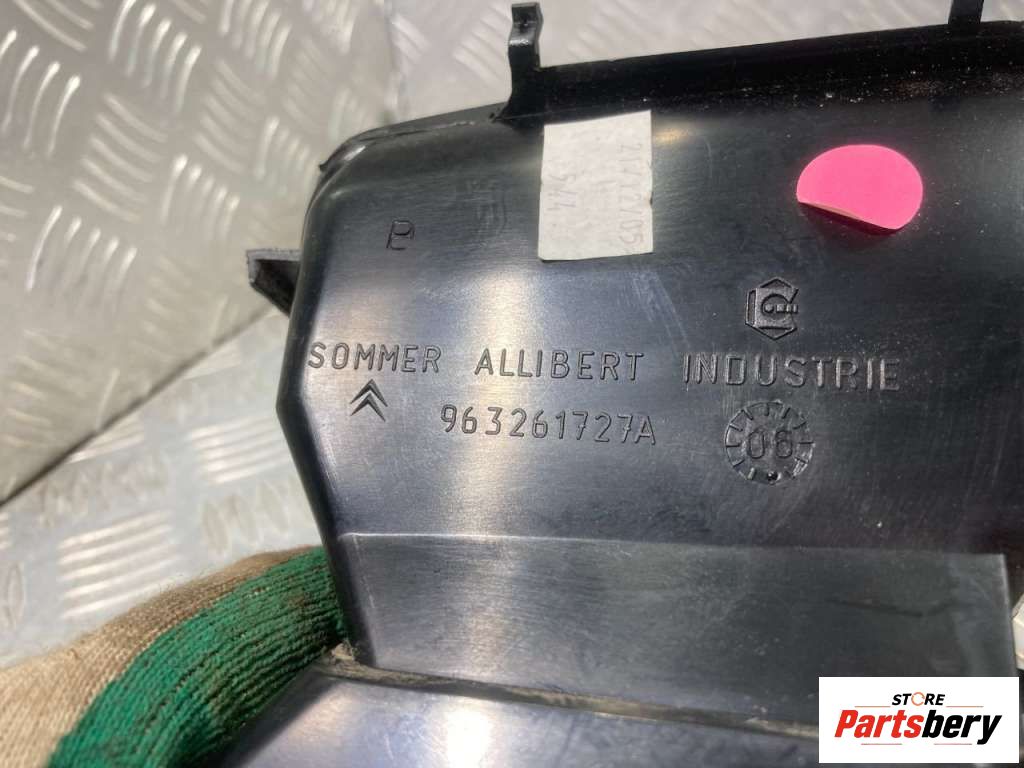 SOMMER ALLIBERT INDUSTRIE
963261727A
06
STORE
Partsbery